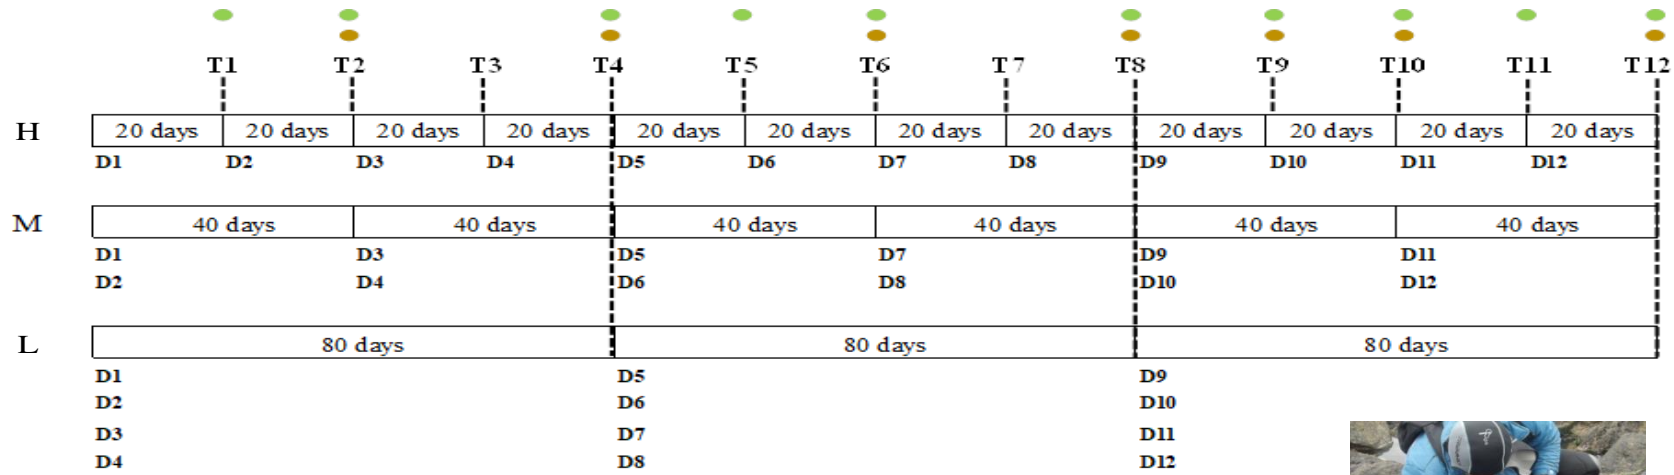 T1 T2 T3 T4 T5 T6 T7 T8 T9 T10 T11 T12
H 20 days 20 days 20 days 20 days 20 days 20 days 20 days 20 days 20 days 20 days 20 days 20 days
D1 D2 D3 D4 D5 D6 D7 D8 D9 D10 D11 D12
M 40 days 40 days 40 days 40 days 40 days 40 days
D1 D3 D5 D7 D9 D11
D2 D4 D6 D8 D10 D12
L 80 days 80 days 80 days
D1 D5 D9
D2 D6 D10
D3 D7 D11
D4 D8 D12